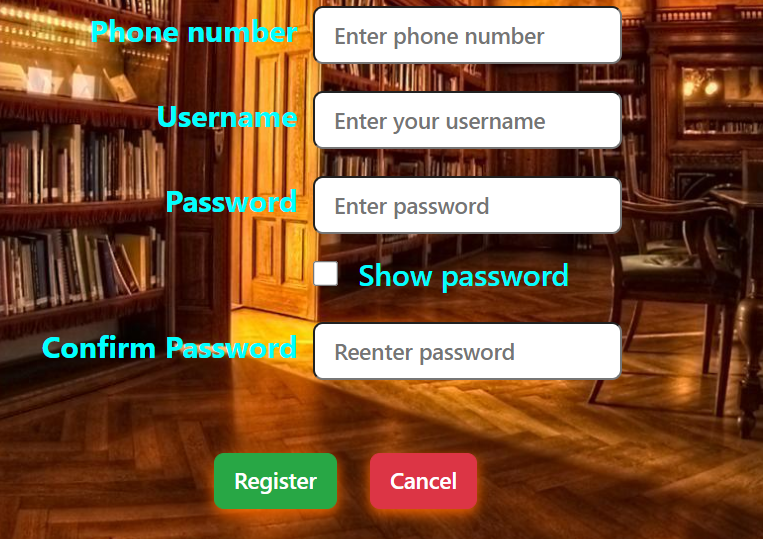 Phone number Enter phone number
Username Enter your username
Password Enter password
Show password
Confirm Password Reenter password
Register Cancel